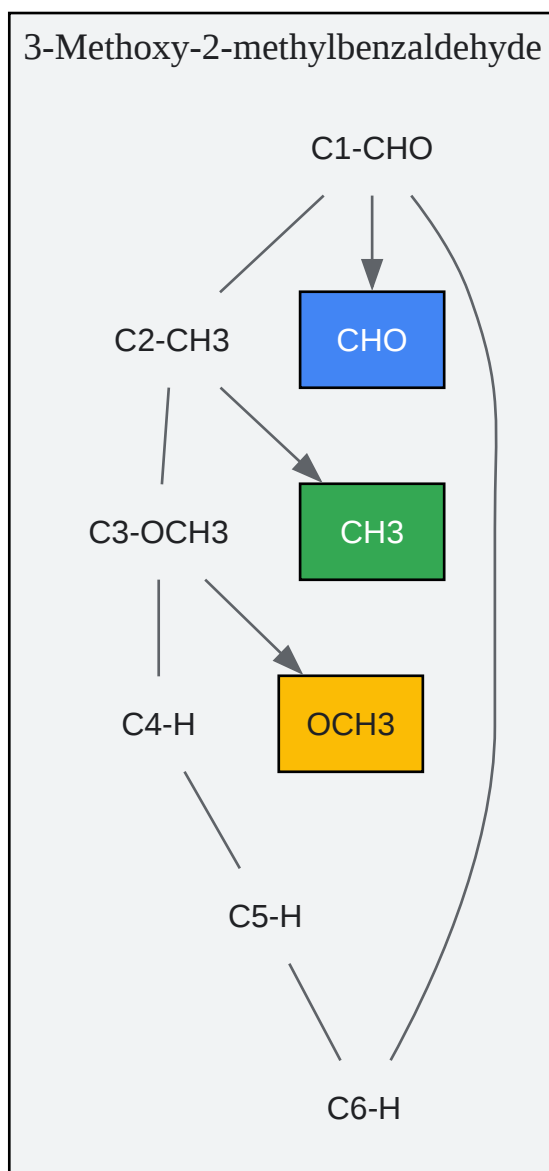 3-Methoxy-2-methylbenzaldehyde
C1-CHO
C2-CH3
CHO
C3-OCH3
CH3
C4-H
OCH3
C5-H
C6-H